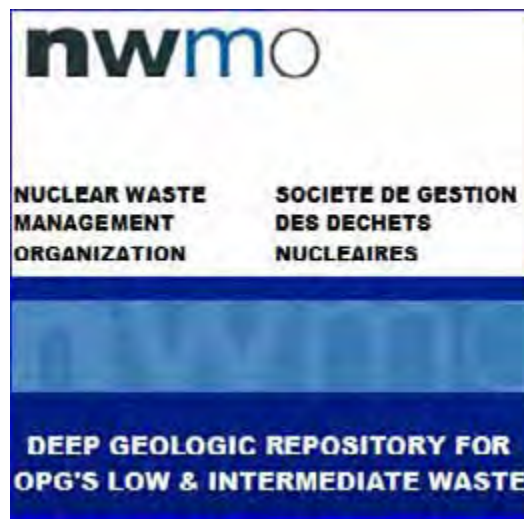 nwmo
NUCLEAR WASTE
MANAGEMENT
ORGANIZATION
SOCIETE DE GESTION
DES DECHETS
NUCLEAIRES
nwmo
DEEP GEOLOGIC REPOSITORY FOR
OPG'S LOW & INTERMEDIATE WASTE